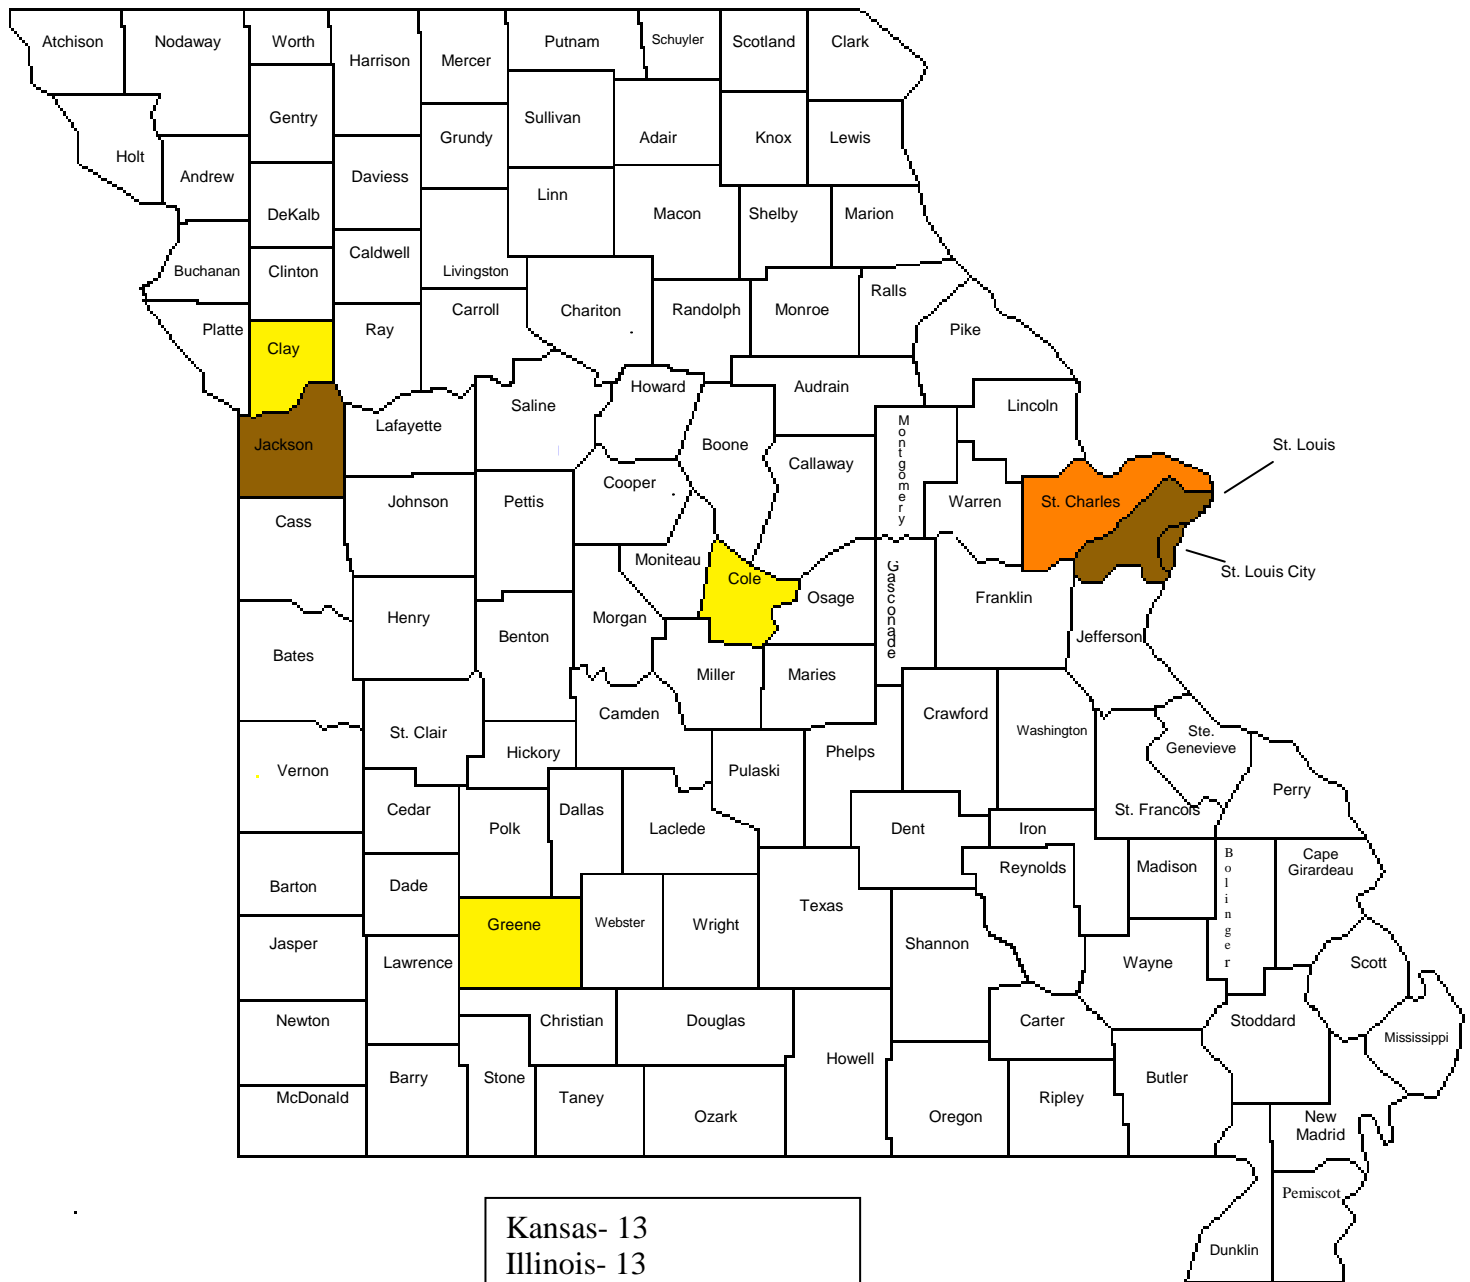 Atchison
Nodaway
Worth
Harrison
Mercer
Putnam
Schuyler
Scotland
Clark
Gentry
Sullivan
Adair
Knox
Lewis
Grundy
Holt
Andrew
Daviess
Linn
DeKalb
Macon
Shelby
Marion
Buchanan
Clinton
Caldwell
Livingston
Ralls
Platte
Clay
Ray
Carroll
Chariton
Randolph
Monroe
Pike
Howard
Audrain
Jackson
Lafayette
Saline
Boone
Lincoln
Montgomery
St. Louis
Callaway
Cass
Johnson
Pettis
Cooper
Warren
St. Charles
Moniteau
Cole
St. Louis City
Henry
Morgan
Osage
Gasconade
Franklin
Bates
Benton
Jefferson
Miller
Maries
St. Clair
Camden
Crawford
Washington
Ste.
Genevieve
Vernon
Hickory
Pulaski
Phelps
Cedar
Polk
Dallas
Laclede
Dent
Iron
St. Francois
Perry
Barton
Dade
Reynolds
Madison
Bolinger
Cape
Girardeau
Texas
Jasper
Greene
Webster
Wright
Shannon
Lawrence
Wayne
Scott
Newton
Christian
Douglas
Carter
Stoddard
Mississippi
Howell
McDonald
Barry
Stone
Taney
Ozark
Oregon
Ripley
Butler
New
Madrid
Pemiscot
Dunklin
Kansas- 13
Illinois- 13